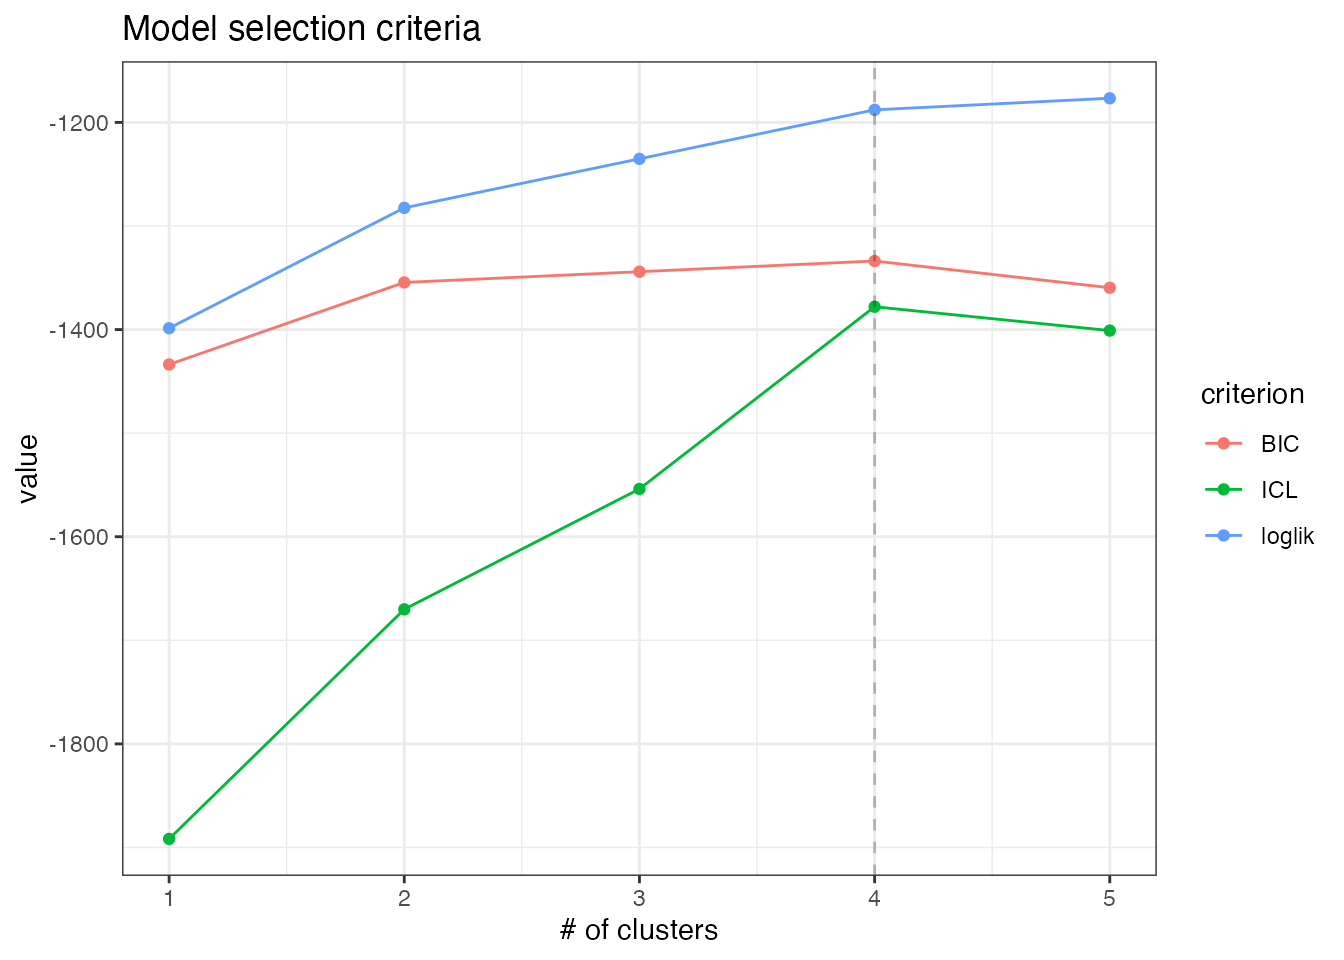 Model selection criteria
-1200
-1400
-1600
-1800
value
1 2 3 4 5
# of clusters
criterion
BIC
ICL
loglik